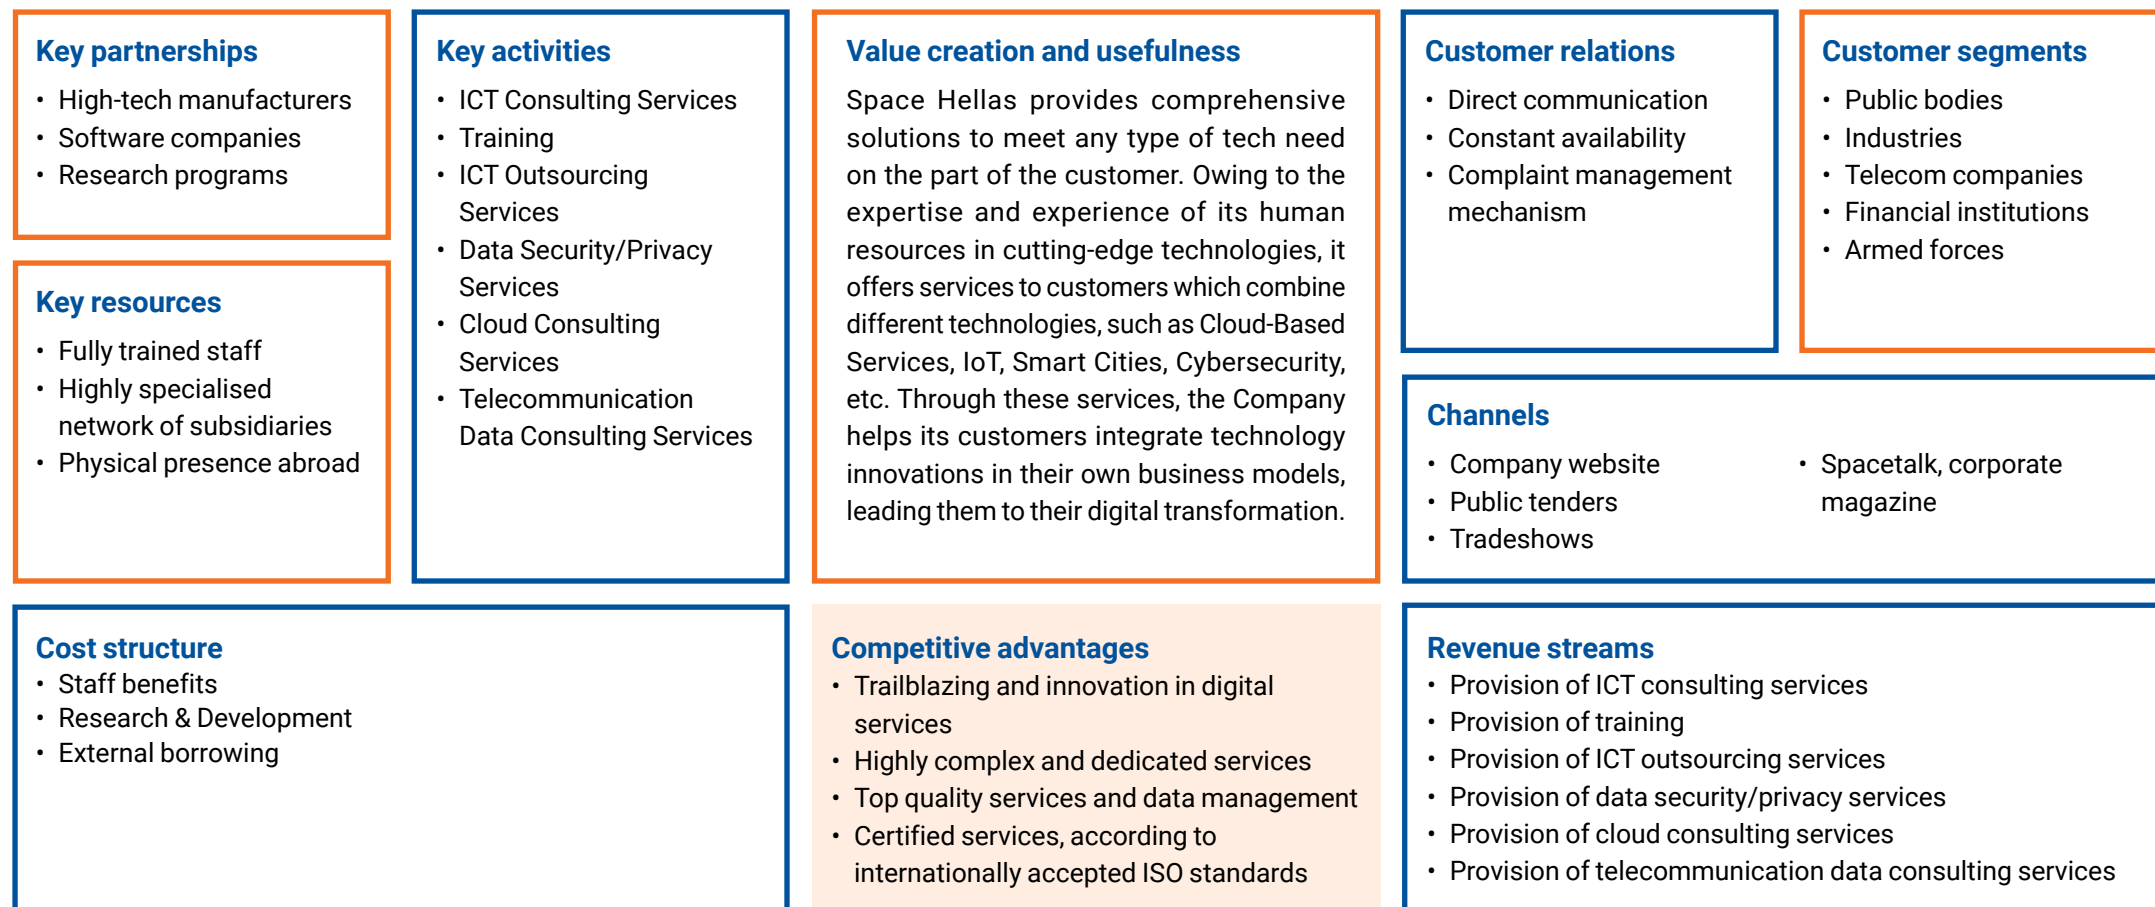 Key partnerships
• High-tech manufacturers
• Software companies
• Research programs
Key resources
• Fully trained staff
• Highly specialised
network of subsidiaries
• Physical presence abroad
Key activities
• ICT Consulting Services
• Training
• ICT Outsourcing
Services
• Data Security/Privacy
Services
• Cloud Consulting
Services
• Telecommunication
Data Consulting Services
Value creation and usefulness
Space Hellas provides comprehensive
solutions to meet any type of tech need
on the part of the customer. Owing to the
expertise and experience of its human
resources in cutting-edge technologies, it
offers services to customers which combine
different technologies, such as Cloud-Based
Services, IoT, Smart Cities, Cybersecurity,
etc. Through these services, the Company
helps its customers integrate technology
innovations in their own business models,
leading them to their digital transformation.
Customer relations
• Direct communication
• Constant availability
• Complaint management
mechanism
Customer segments
• Public bodies
• Industries
• Telecom companies
• Financial institutions
• Armed forces
Channels
• Company website
• Public tenders
• Tradeshows
• Spacetalk, corporate
magazine
Cost structure
• Staff benefits
• Research & Development
• External borrowing
Competitive advantages
• Trailblazing and innovation in digital
services
• Highly complex and dedicated services
• Top quality services and data management
• Certified services, according to
internationally accepted ISO standards
Revenue streams
• Provision of ICT consulting services
• Provision of training
• Provision of ICT outsourcing services
• Provision of data security/privacy services
• Provision of cloud consulting services
• Provision of telecommunication data consulting services